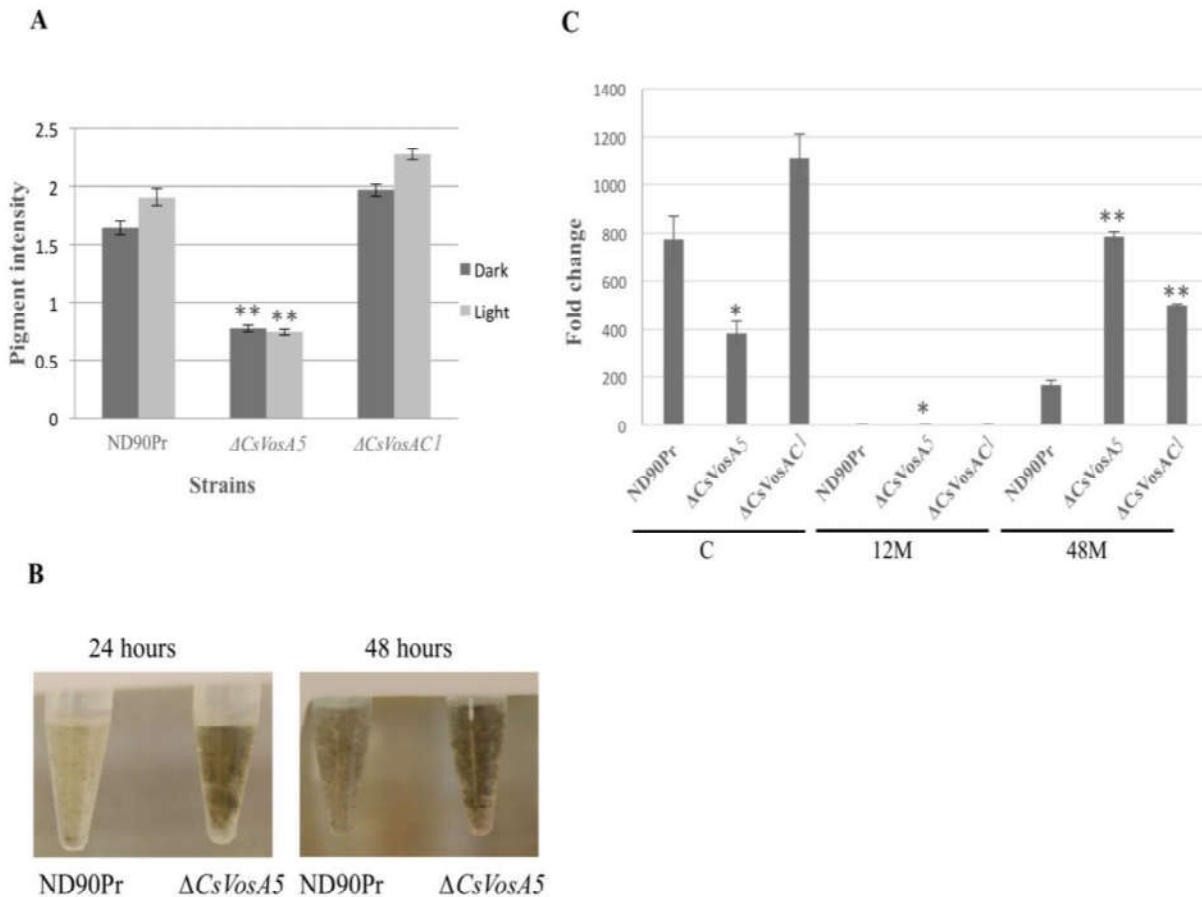 A
2.5
2
1.5
1
0.5
0
Pigment intensity
** **
Dark
Light
ND90Pr ΔCsVosA5 ΔCsVosAC1
Strains
B
24 hours 48 hours
ND90Pr ΔCsVosA5 ND90Pr ΔCsVosA5
C
1400
1200
1000
800
600
400
200
0
Fold change
*
*
**
**
ND90Pr ΔCsVosA5 ΔCsVosAC1 ND90Pr ΔCsVosA5 ΔCsVosAC1 ND90Pr ΔCsVosA5 ΔCsVosAC1
C 12M 48M